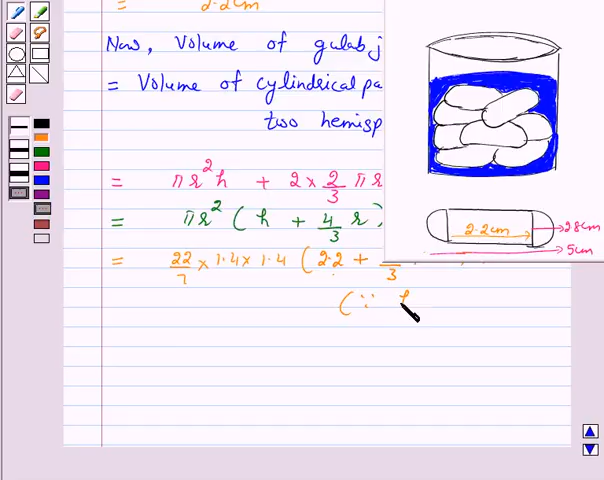 = 2.2cm
Now, Volume of gulab j
= Volume of cylindrical pa
two hemisp
= πr²h + 2 × 2/3 πr
= πr² ( h + 4/3 r )
= 22/7 × 1.4 × 1.4 ( 2.2 + /3
( ∵ h
2.2cm
2.8cm
5cm